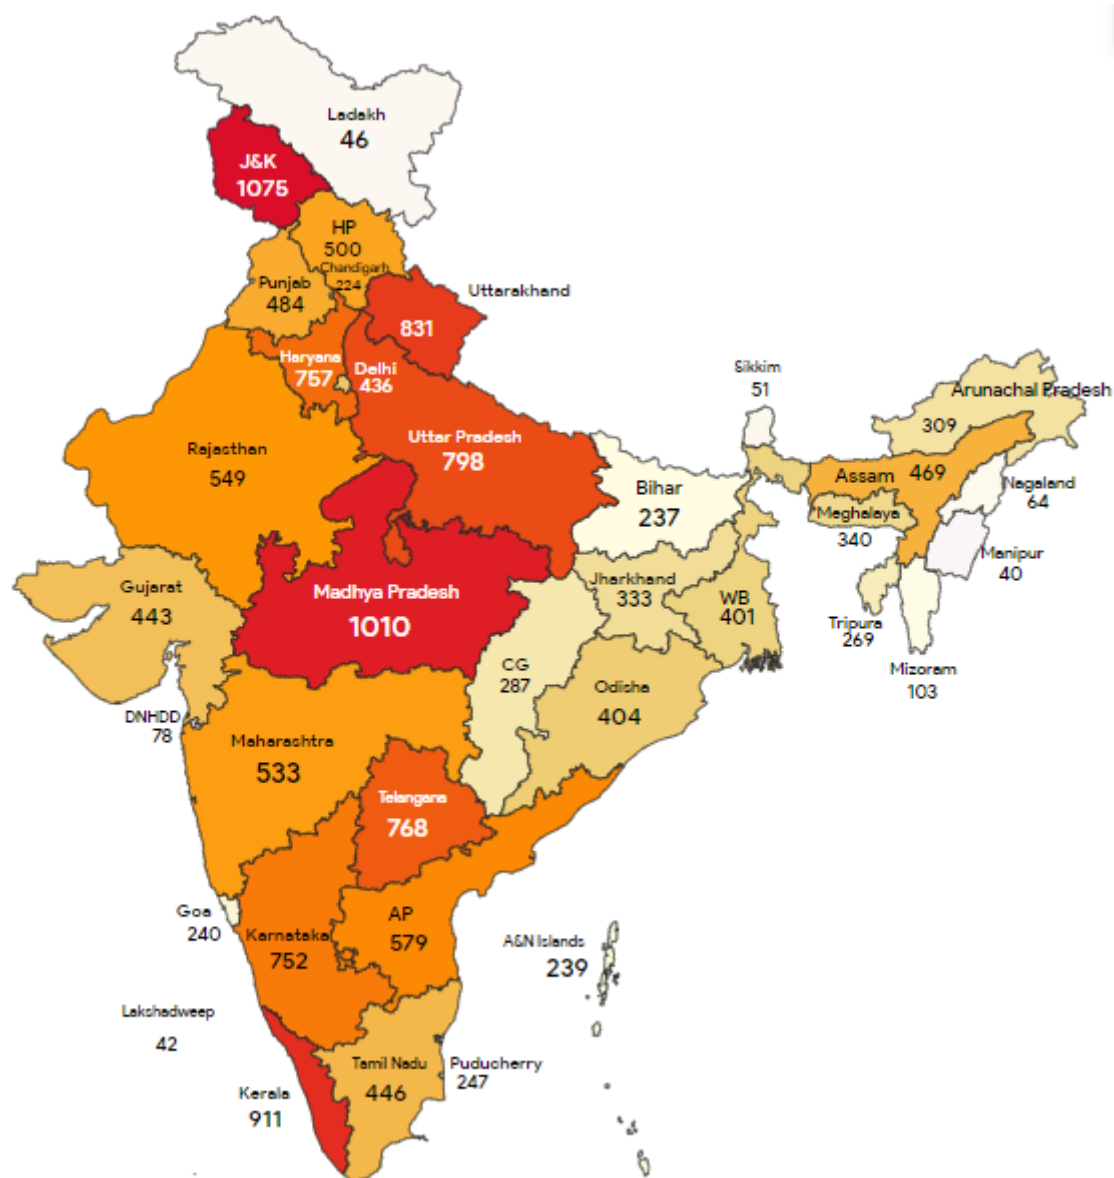 Ladakh
46
J&K
1075
HP
500
Chandigarh
224
Punjab
484
Uttarakhand
831
Haryana
757
Delhi
436
Sikkim
51
Arunachal Pradesh
309
Rajasthan
549
Uttar Pradesh
798
Bihar
237
Assam 469
Nagaland
64
Meghalaya
340
Manipur
40
Gujarat
443
Madhya Pradesh
1010
Jharkhand
333
WB
401
Tripura
269
Mizoram
103
CG
287
Odisha
404
DNHDD
78
Maharashtra
533
Telangana
768
Goa
240
Karnataka
752
AP
579
A&N Islands
239
Lakshadweep
42
Kerala
911
Tamil Nadu
446
Puducherry
247